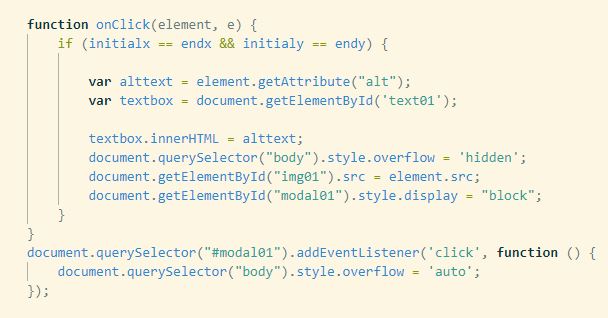 function onClick(element, e) {
    if (initialx == endx && initialy == endy) {

        var alttext = element.getAttribute("alt");
        var textbox = document.getElementById('text01');

        textbox.innerHTML = alttext;
        document.querySelector("body").style.overflow = 'hidden';
        document.getElementById("img01").src = element.src;
        document.getElementById("modal01").style.display = "block";
    }
}
document.querySelector("#modal01").addEventListener('click', function () {
    document.querySelector("body").style.overflow = 'auto';
});